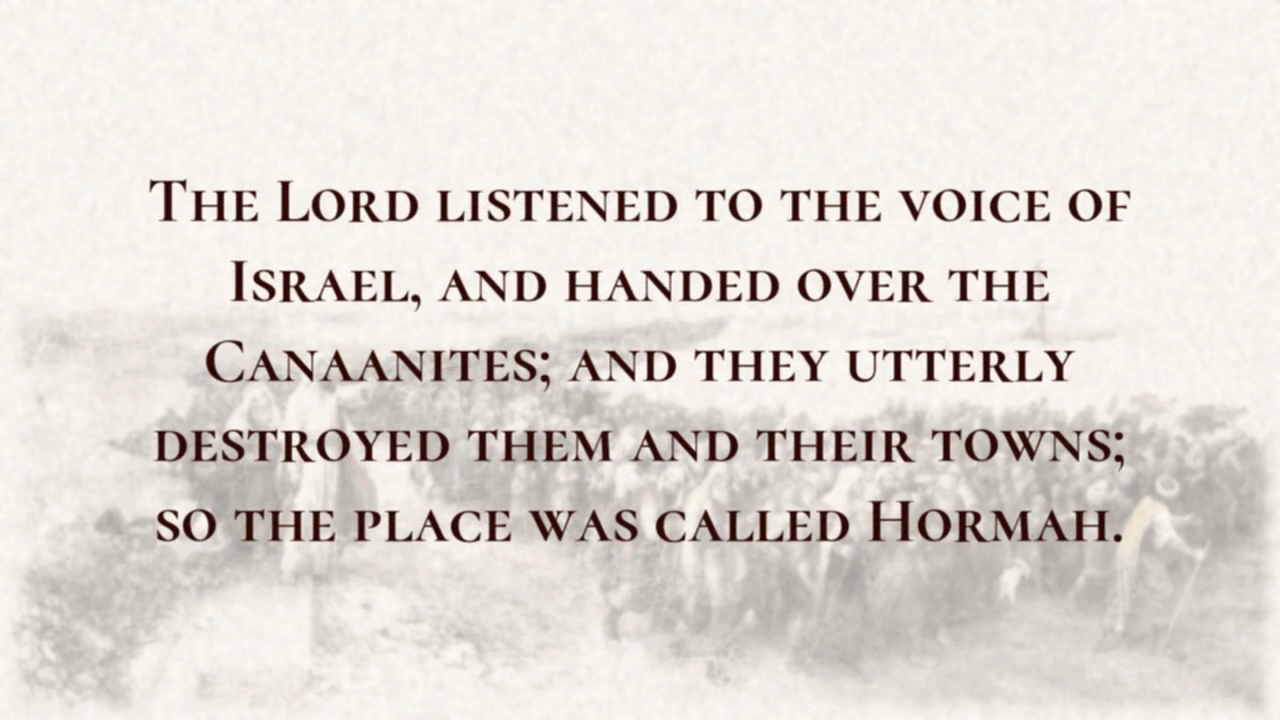 The Lord listened to the voice of
Israel, and handed over the
Canaanites; and they utterly
destroyed them and their towns;
so the place was called Hormah.